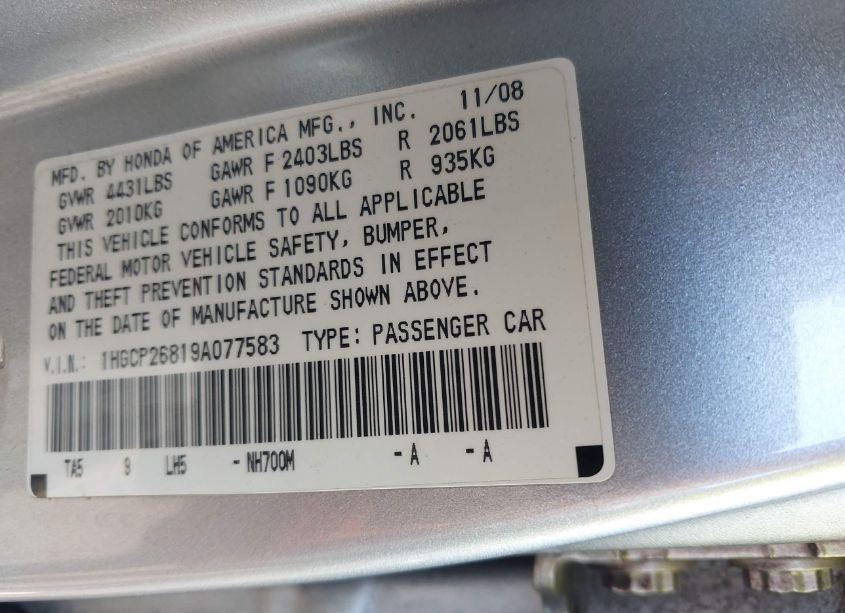 MFD. BY HONDA OF AMERICA MFG., INC. 11/08
GVWR 4431LBS GAWR F 2403LBS R 2061LBS
GVWR 2010KG GAWR F 1090KG R 935KG
THIS VEHICLE CONFORMS TO ALL APPLICABLE
FEDERAL MOTOR VEHICLE SAFETY, BUMPER,
AND THEFT PREVENTION STANDARDS IN EFFECT
ON THE DATE OF MANUFACTURE SHOWN ABOVE.
V.I.N.: 1HGCP26819A077583 TYPE: PASSENGER CAR
TA5 9 LH5 - NH700M - A - A